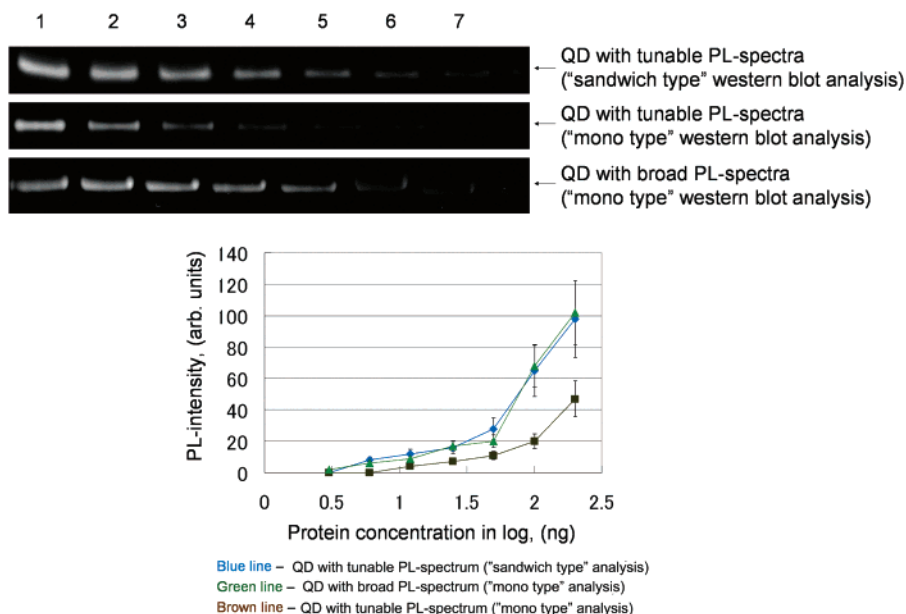 1 2 3 4 5 6 7
QD with tunable PL-spectra
("sandwich type" western blot analysis)
QD with tunable PL-spectra
("mono type" western blot analysis)
QD with broad PL-spectra
("mono type" western blot analysis)
140
120
100
80
60
40
20
0
PL-intensity, (arb. units)
0 0.5 1 1.5 2 2.5
Protein concentration in log, (ng)
Blue line – QD with tunable PL-spectrum ("sandwich type" analysis)
Green line – QD with broad PL-spectrum ("mono type" analysis)
Brown line – QD with tunable PL-spectrum ("mono type" analysis)